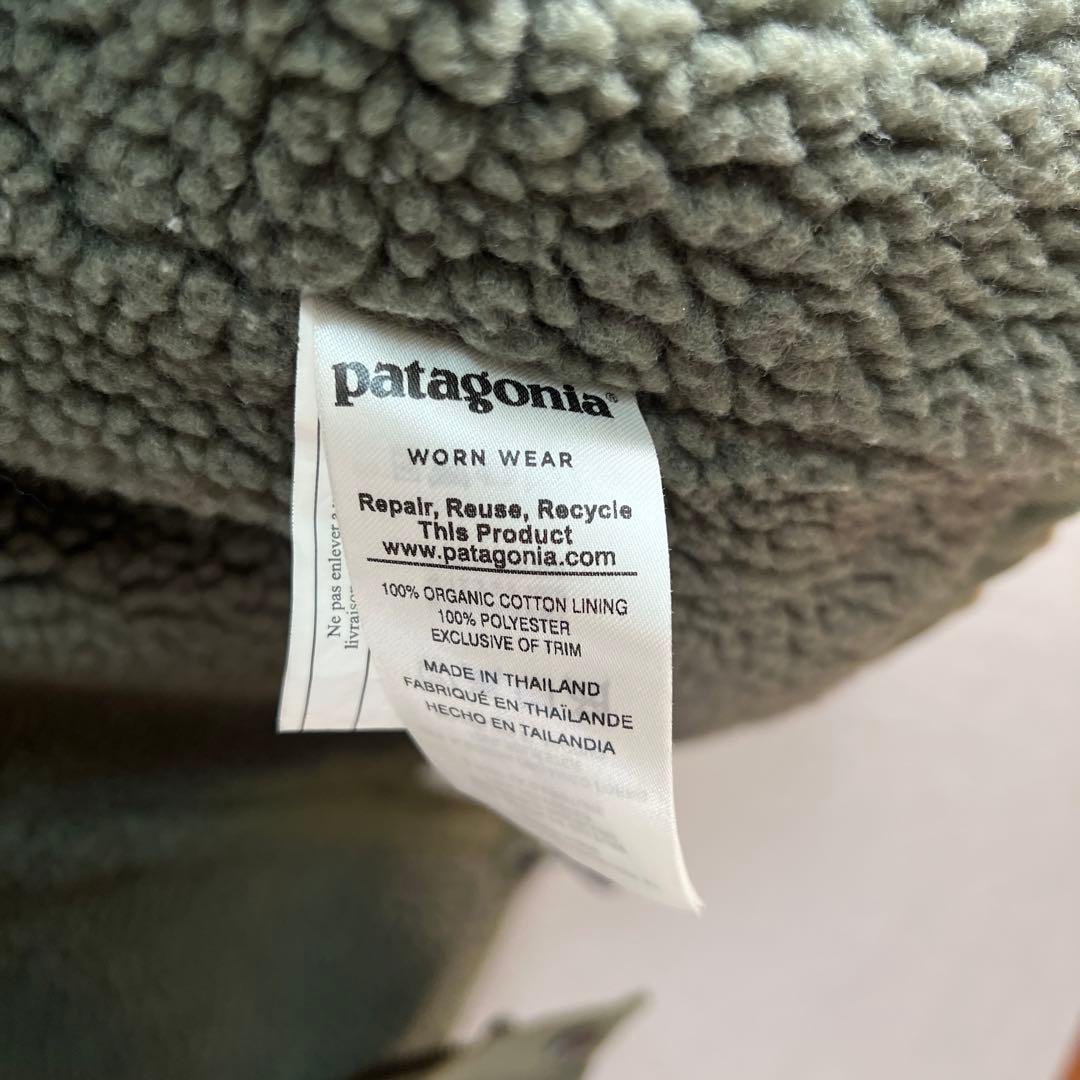 patagonia®
WORN WEAR
Repair, Reuse, Recycle
This Product
www.patagonia.com
100% ORGANIC COTTON LINING
100% POLYESTER
EXCLUSIVE OF TRIM
MADE IN THAILAND
FABRIQUÉ EN THAÏLANDE
HECHO EN TAILANDIA
Ne pas enlever